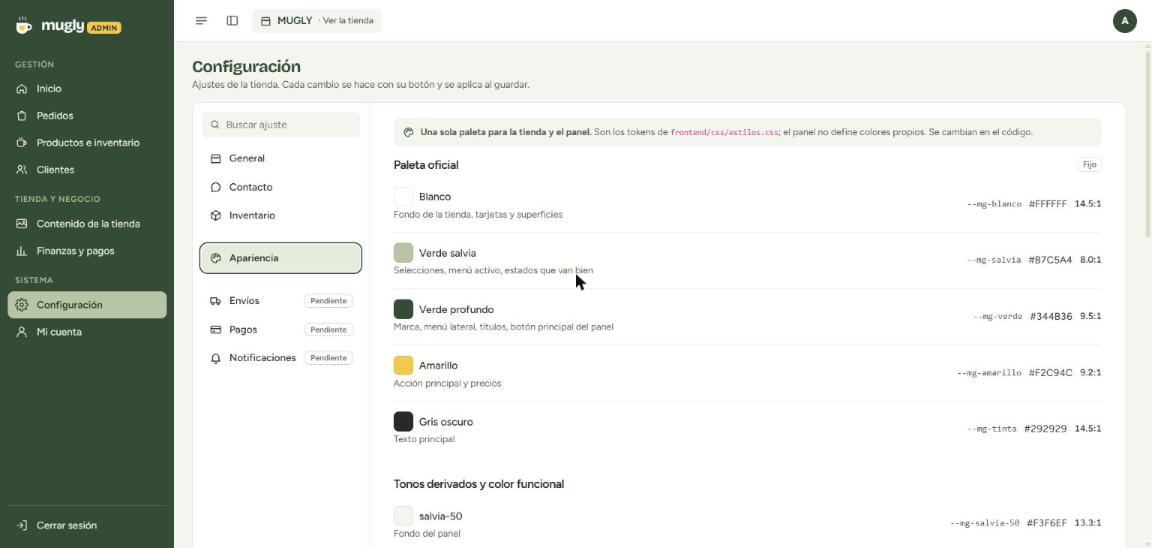 mugly ADMIN
MUGLY · Ver la tienda
A
GESTIÓN
Inicio
Pedidos
Productos e inventario
Clientes
TIENDA Y NEGOCIO
Contenido de la tienda
Finanzas y pagos
SISTEMA
Configuración
Mi cuenta
Cerrar sesión
Configuración
Ajustes de la tienda. Cada cambio se hace con su botón y se aplica al guardar.
Buscar ajuste
General
Contacto
Inventario
Apariencia
Envíos Pendiente
Pagos Pendiente
Notificaciones Pendiente
Una sola paleta para la tienda y el panel. Son los tokens de frontend/css/estilos.css; el panel no define colores propios. Se cambian en el código.
Paleta oficial Fijo
Blanco
Fondo de la tienda, tarjetas y superficies
--mg-blanco #FFFFFF 14.5:1
Verde salvia
Selecciones, menú activo, estados que van bien
--mg-salvia #B7C5A4 8.0:1
Verde profundo
Marca, menú lateral, títulos, botón principal del panel
--mg-verde #344B36 9.5:1
Amarillo
Acción principal y precios
--mg-amarillo #F2C94C 9.2:1
Gris oscuro
Texto principal
--mg-tinta #292929 14.5:1
Tonos derivados y color funcional
salvia-50
Fondo del panel
--mg-salvia-50 #F3F6EF 13.3:1